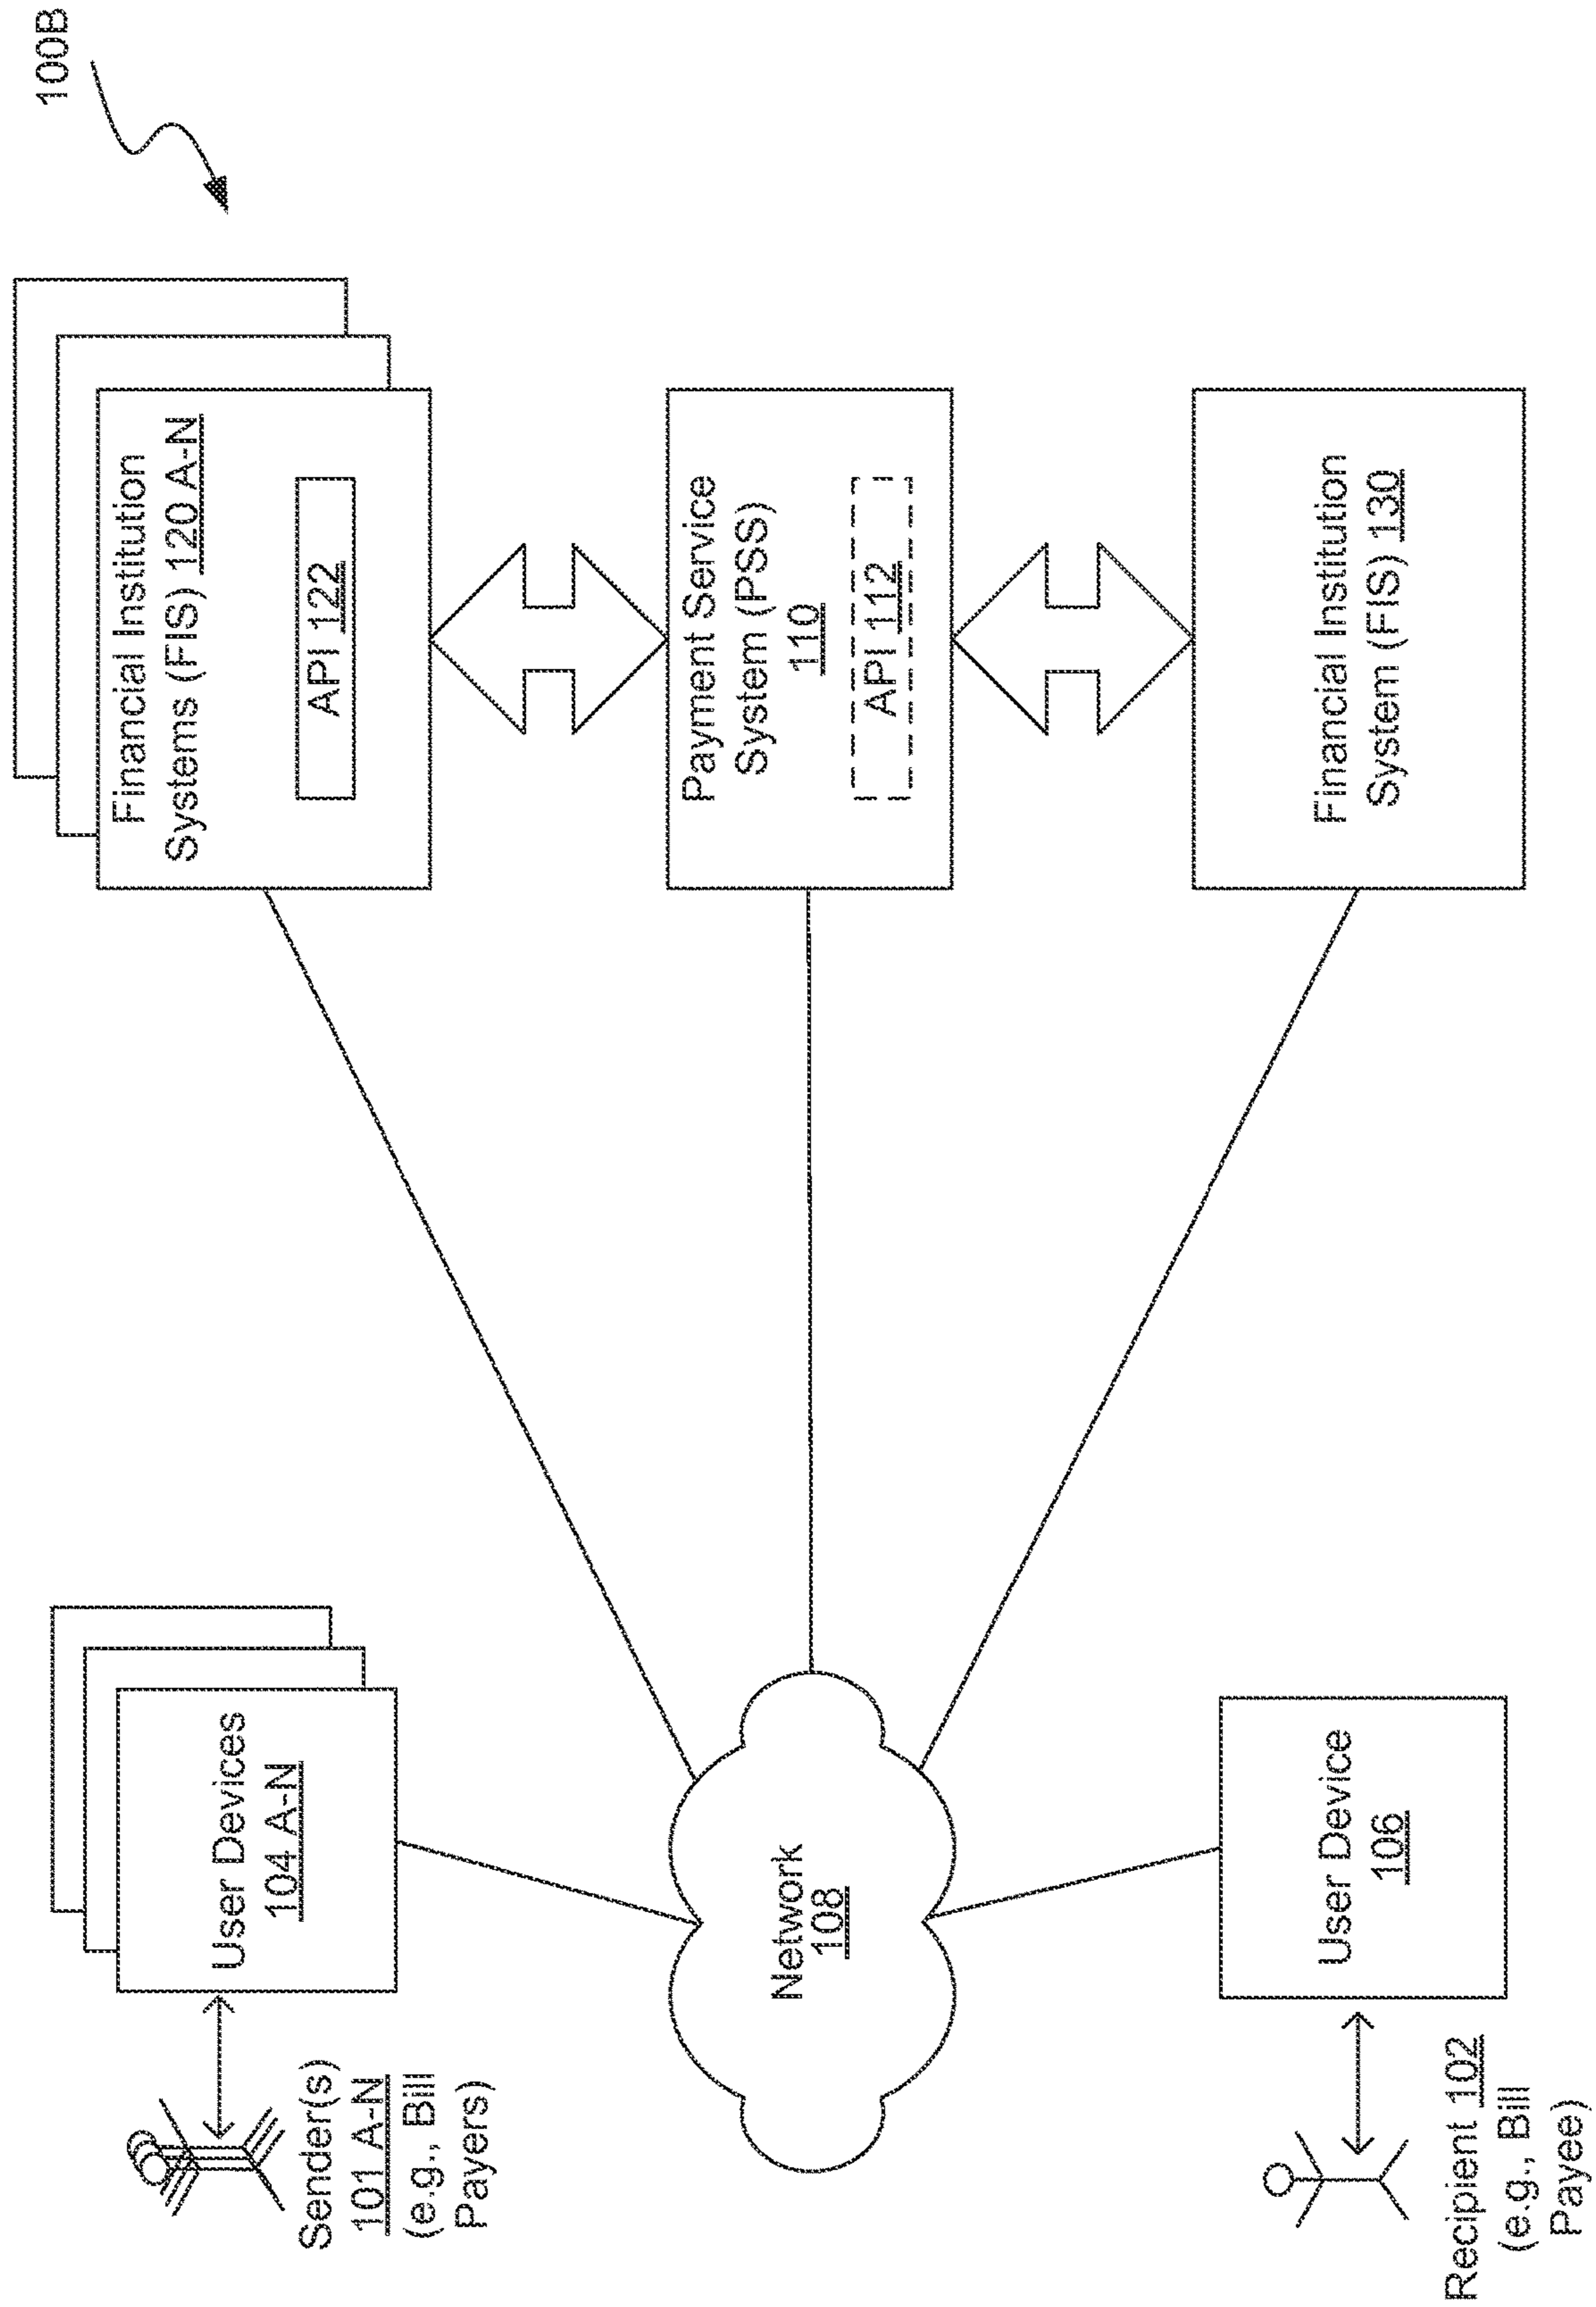 100B
Sender(s)
101 A-N
(e.g., Bill
Payers)
User Devices
104 A-N
Financial Institution
Systems (FIS) 120 A-N
API 122
Network
108
Payment Service
System (PSS)
110
API 112
Recipient 102
(e.g., Bill
Payee)
User Device
106
Financial Institution
System (FIS) 130